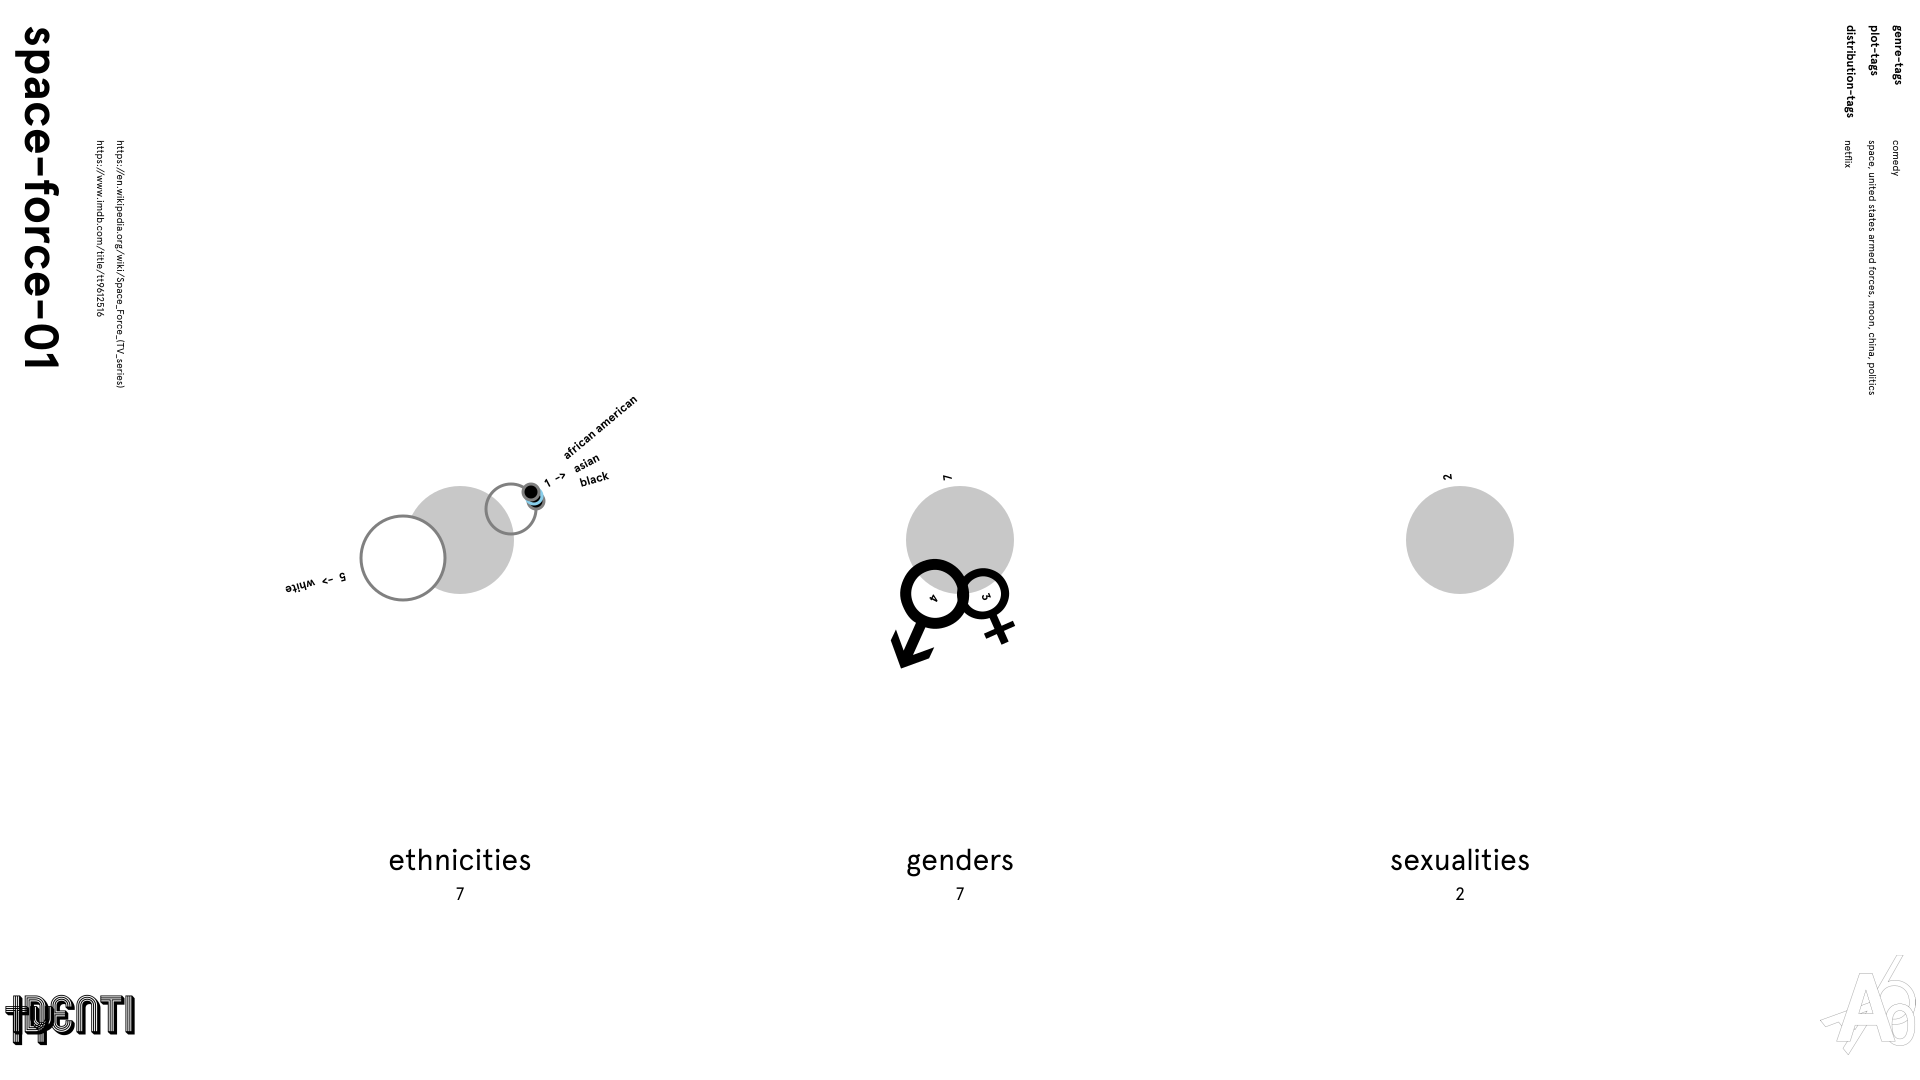 space-force-01
https://en.wikipedia.org/wiki/Space_Force_(TV_series)
https://www.imdb.com/title/tt9612516
genre-tags
comedy
plot-tags
space, united states armed forces, moon, china, politics
distribution-tags
netflix
african american
1 -> asian
black
5 -> white
1
4
3
2
ethnicities
7
genders
7
sexualities
2
IDENTI